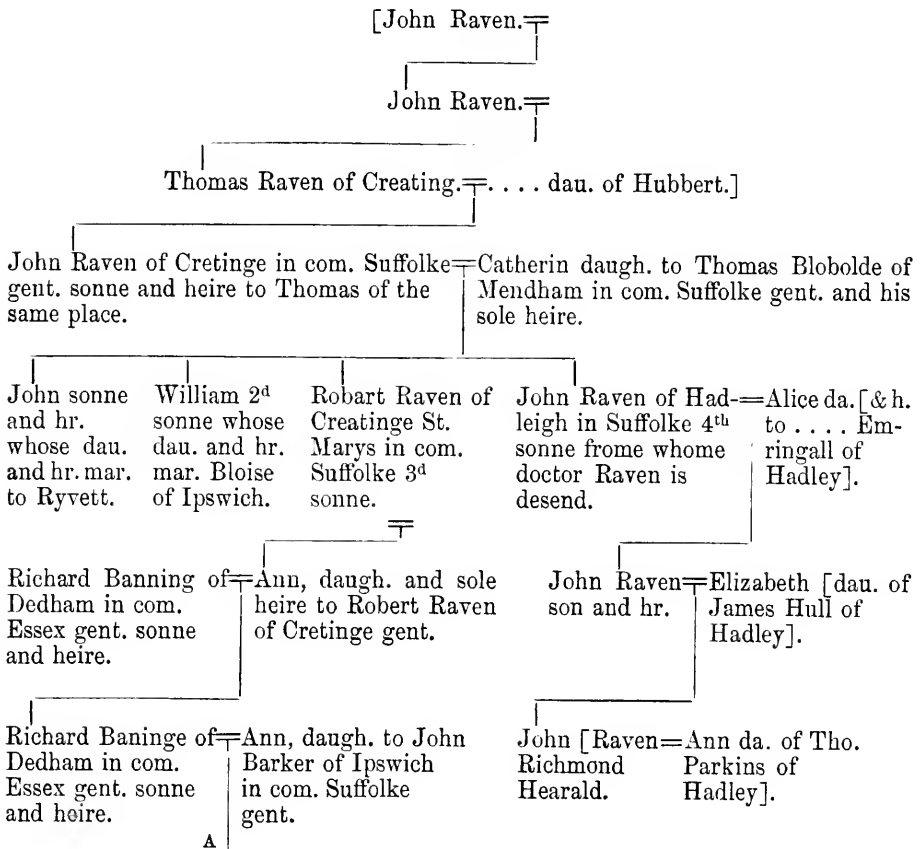 [John Raven.
John Raven.
Thomas Raven of Creating. . . . . dau. of Hubbert.]
John Raven of Cretinge in com. Suffolke
gent. sonne and heire to Thomas of the
same place.
Catherin daugh. to Thomas Blobolde of
Mendham in com. Suffolke gent. and his
sole heire.
John sonne
and hr.
whose dau.
and hr. mar.
to Ryvett.
William 2d
sonne whose
dau. and hr.
mar. Bloise
of Ipswich.
Robart Raven of
Creatinge St.
Marys in com.
Suffolke 3d
sonne.
John Raven of Had-
leigh in Suffolke 4th
sonne frome whome
doctor Raven is
desend.
Alice da. [& h.
to . . . . Em-
ringall of
Hadley].
Richard Banning of
Dedham in com.
Essex gent. sonne
and heire.
Ann, daugh. and sole
heire to Robert Raven
of Cretinge gent.
John Raven
son and hr.
Elizabeth [dau. of
James Hull of
Hadley].
Richard Baninge of
Dedham in com.
Essex gent. sonne
and heire.
Ann, daugh. to John
Barker of Ipswich
in com. Suffolke
gent.
John [Raven
Richmond
Hearald.
Ann da. of Tho.
Parkins of
Hadley].
A